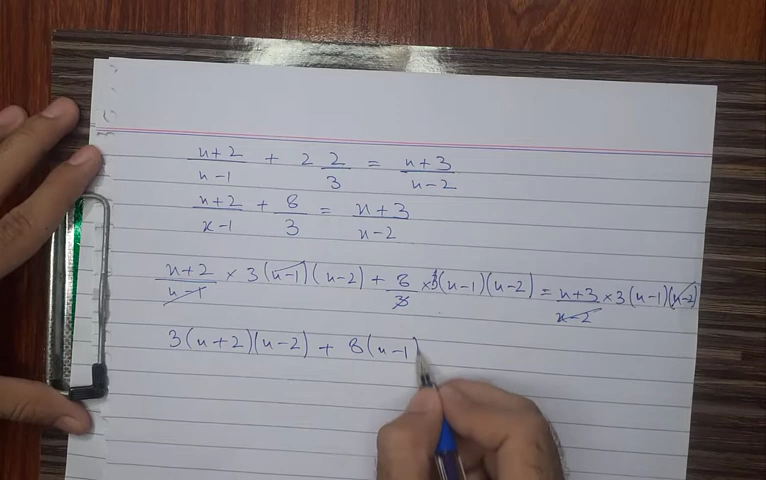 x+2/x-1 + 2 2/3 = x+3/x-2
x+2/x-1 + 8/3 = x+3/x-2
x+2/x-1 × 3(x-1)(x-2) + 8/3 × 3(x-1)(x-2) = x+3/x-2 × 3(x-1)(x-2)
3(x+2)(x-2) + 8(x-1)